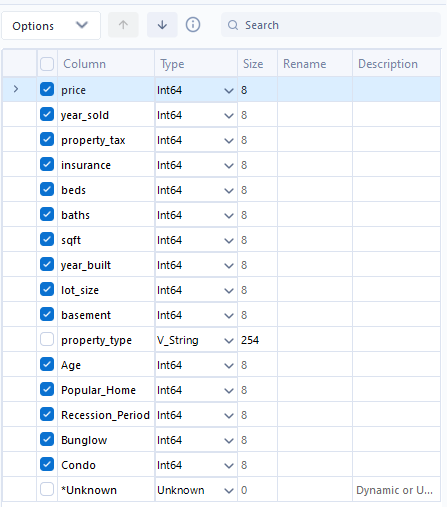 Options Search
Column Type Size Rename Description
price Int64 8
year_sold Int64 8
property_tax Int64 8
insurance Int64 8
beds Int64 8
baths Int64 8
sqft Int64 8
year_built Int64 8
lot_size Int64 8
basement Int64 8
property_type V_String 254
Age Int64 8
Popular_Home Int64 8
Recession_Period Int64 8
Bunglow Int64 8
Condo Int64 8
*Unknown Unknown 0 Dynamic or U...